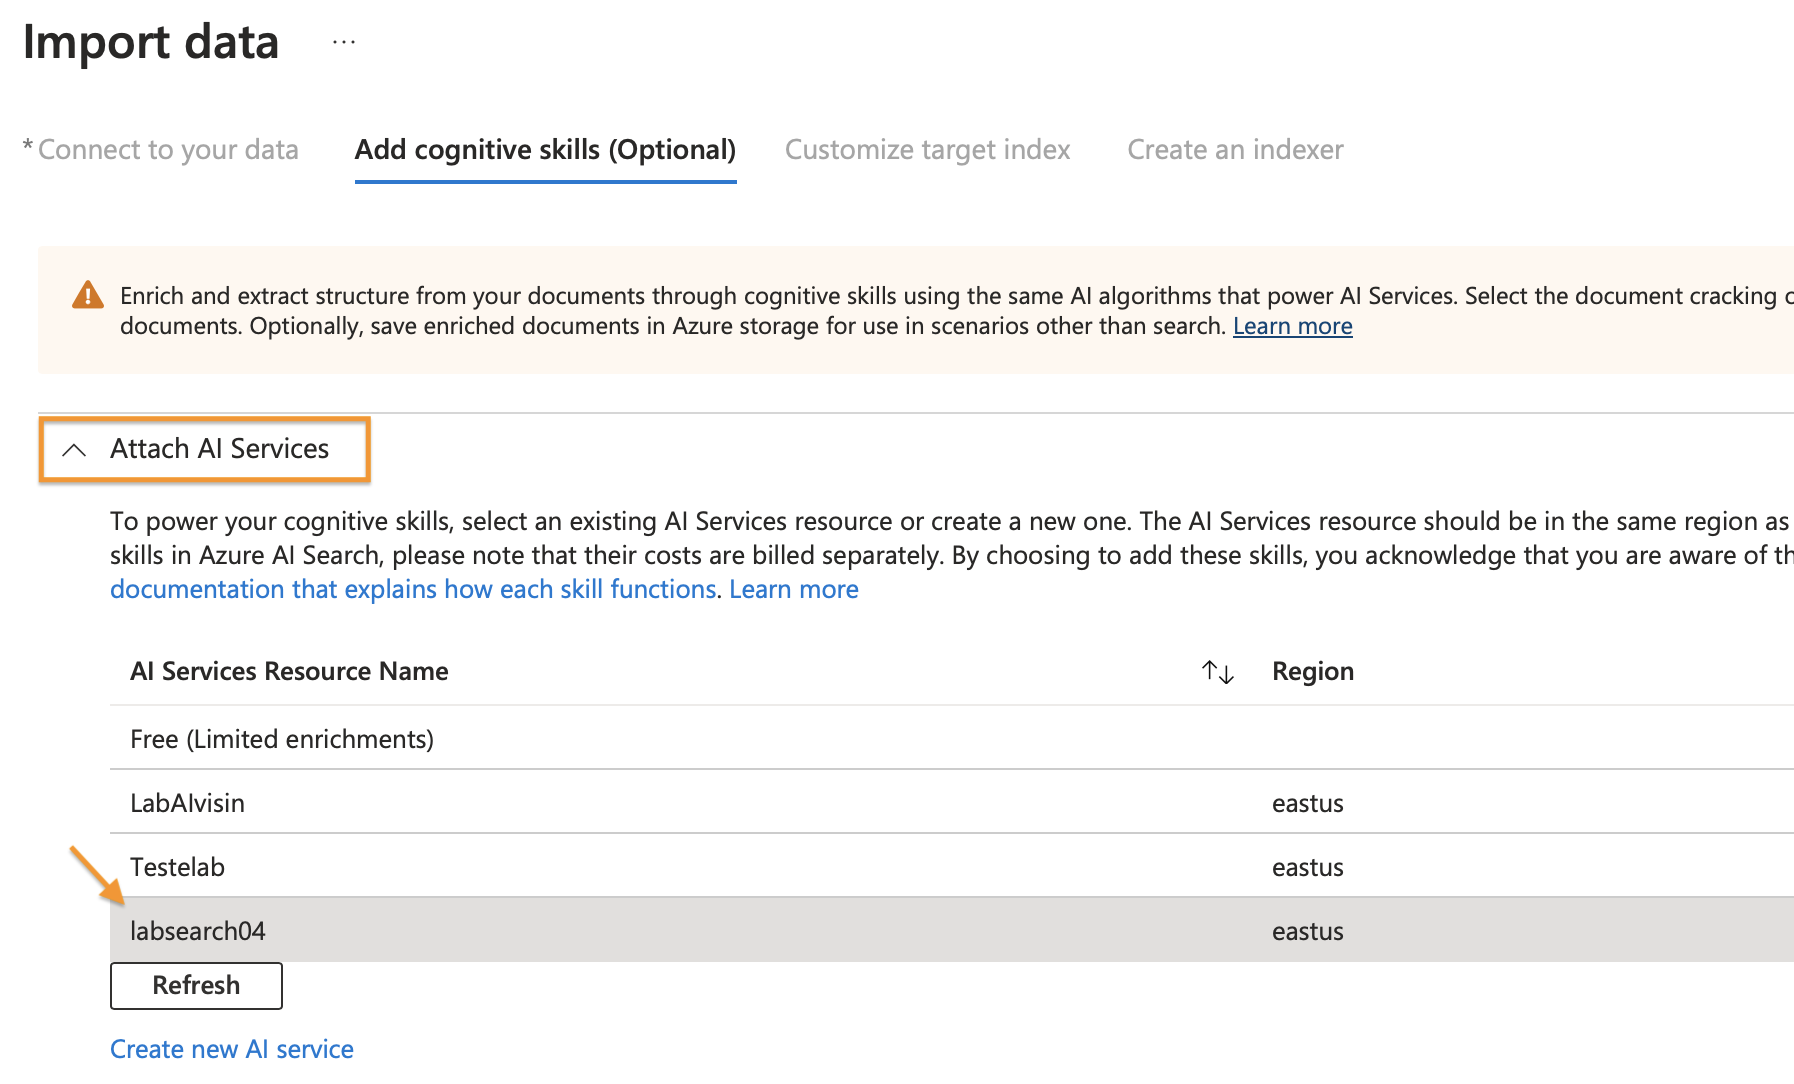 Import data ...
* Connect to your data Add cognitive skills (Optional) Customize target index Create an indexer
Enrich and extract structure from your documents through cognitive skills using the same AI algorithms that power AI Services. Select the document cracking
documents. Optionally, save enriched documents in Azure storage for use in scenarios other than search. Learn more
Attach AI Services
To power your cognitive skills, select an existing AI Services resource or create a new one. The AI Services resource should be in the same region as
skills in Azure AI Search, please note that their costs are billed separately. By choosing to add these skills, you acknowledge that you are aware of
documentation that explains how each skill functions. Learn more
AI Services Resource Name Region
Free (Limited enrichments)
LabAIvisin eastus
Testelab eastus
labsearch04 eastus
Refresh
Create new AI service